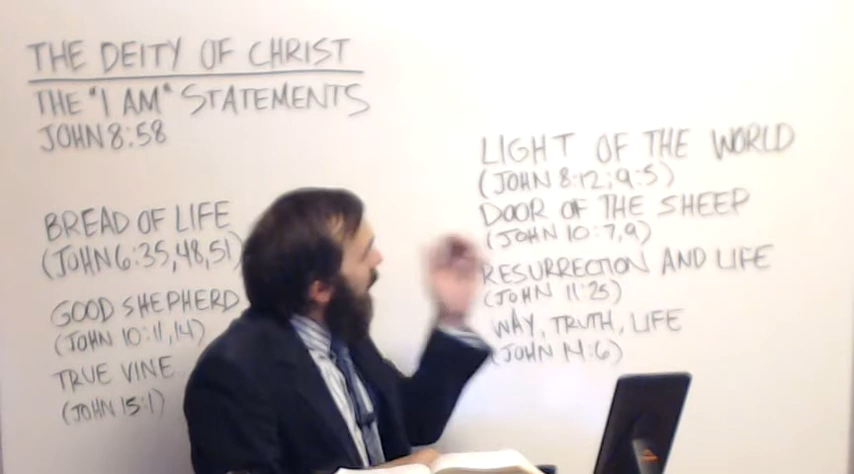 THE DEITY OF CHRIST
THE "I AM" STATEMENTS
JOHN 8:58
BREAD OF LIFE
(JOHN 6:35,48,51)
GOOD SHEPHERD
(JOHN 10:11,14)
TRUE VINE
(JOHN 15:1)
LIGHT OF THE WORLD
(JOHN 8:12; 9:5)
DOOR OF THE SHEEP
(JOHN 10:7,9)
RESURRECTION AND LIFE
(JOHN 11:25)
WAY, TRUTH, LIFE
(JOHN 14:6)